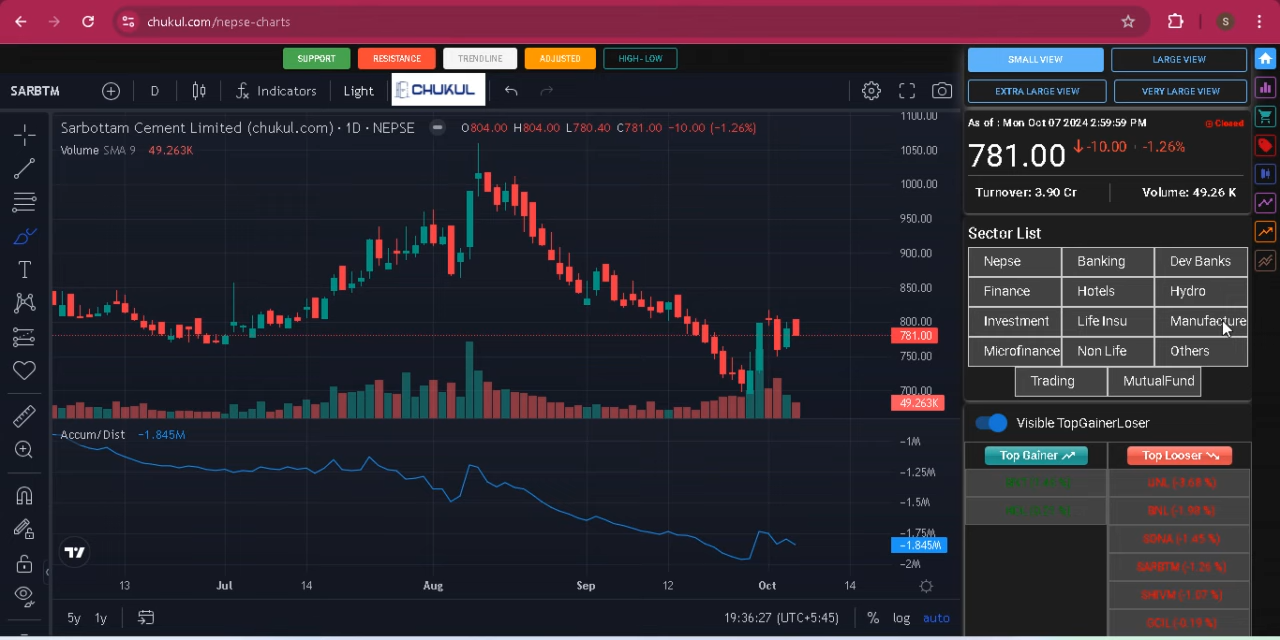 chukul.com/nepse-charts
S
SUPPORT
RESISTANCE
TRENDLINE
ADJUSTED
HIGH - LOW
SMALL VIEW
LARGE VIEW
EXTRA LARGE VIEW
VERY LARGE VIEW
SARBTM
D
Indicators
Light
CHUKUL
Sarbottam Cement Limited (chukul.com) · 1D · NEPSE
O804.00 H804.00 L780.40 C781.00 −10.00 (−1.26%)
Volume SMA 9 49.263K
1100.00
1050.00
1000.00
950.00
900.00
850.00
800.00
781.00
750.00
700.00
49.263K
Accum/Dist −1.845M
−1M
−1.25M
−1.5M
−1.75M
−1.845M
−2M
13
Jul
14
Aug
Sep
12
Oct
14
5y
1y
19:36:27 (UTC+5:45)
%
log
auto
As of : Mon Oct 07 2024 2:59:59 PM
Closed
781.00
-10.00 · -1.26%
Turnover: 3.90 Cr
Volume: 49.26 K
Sector List
Nepse
Banking
Dev Banks
Finance
Hotels
Hydro
Investment
Life Insu
Manufacture
Microfinance
Non Life
Others
Trading
MutualFund
Visible TopGainerLoser
Top Gainer
Top Looser
UNL (-3.68 %)
BNL (-1.98 %)
SONA (-1.45 %)
SARBTM (-1.26 %)
SHIVM (-1.07 %)
GCIL (-0.19 %)